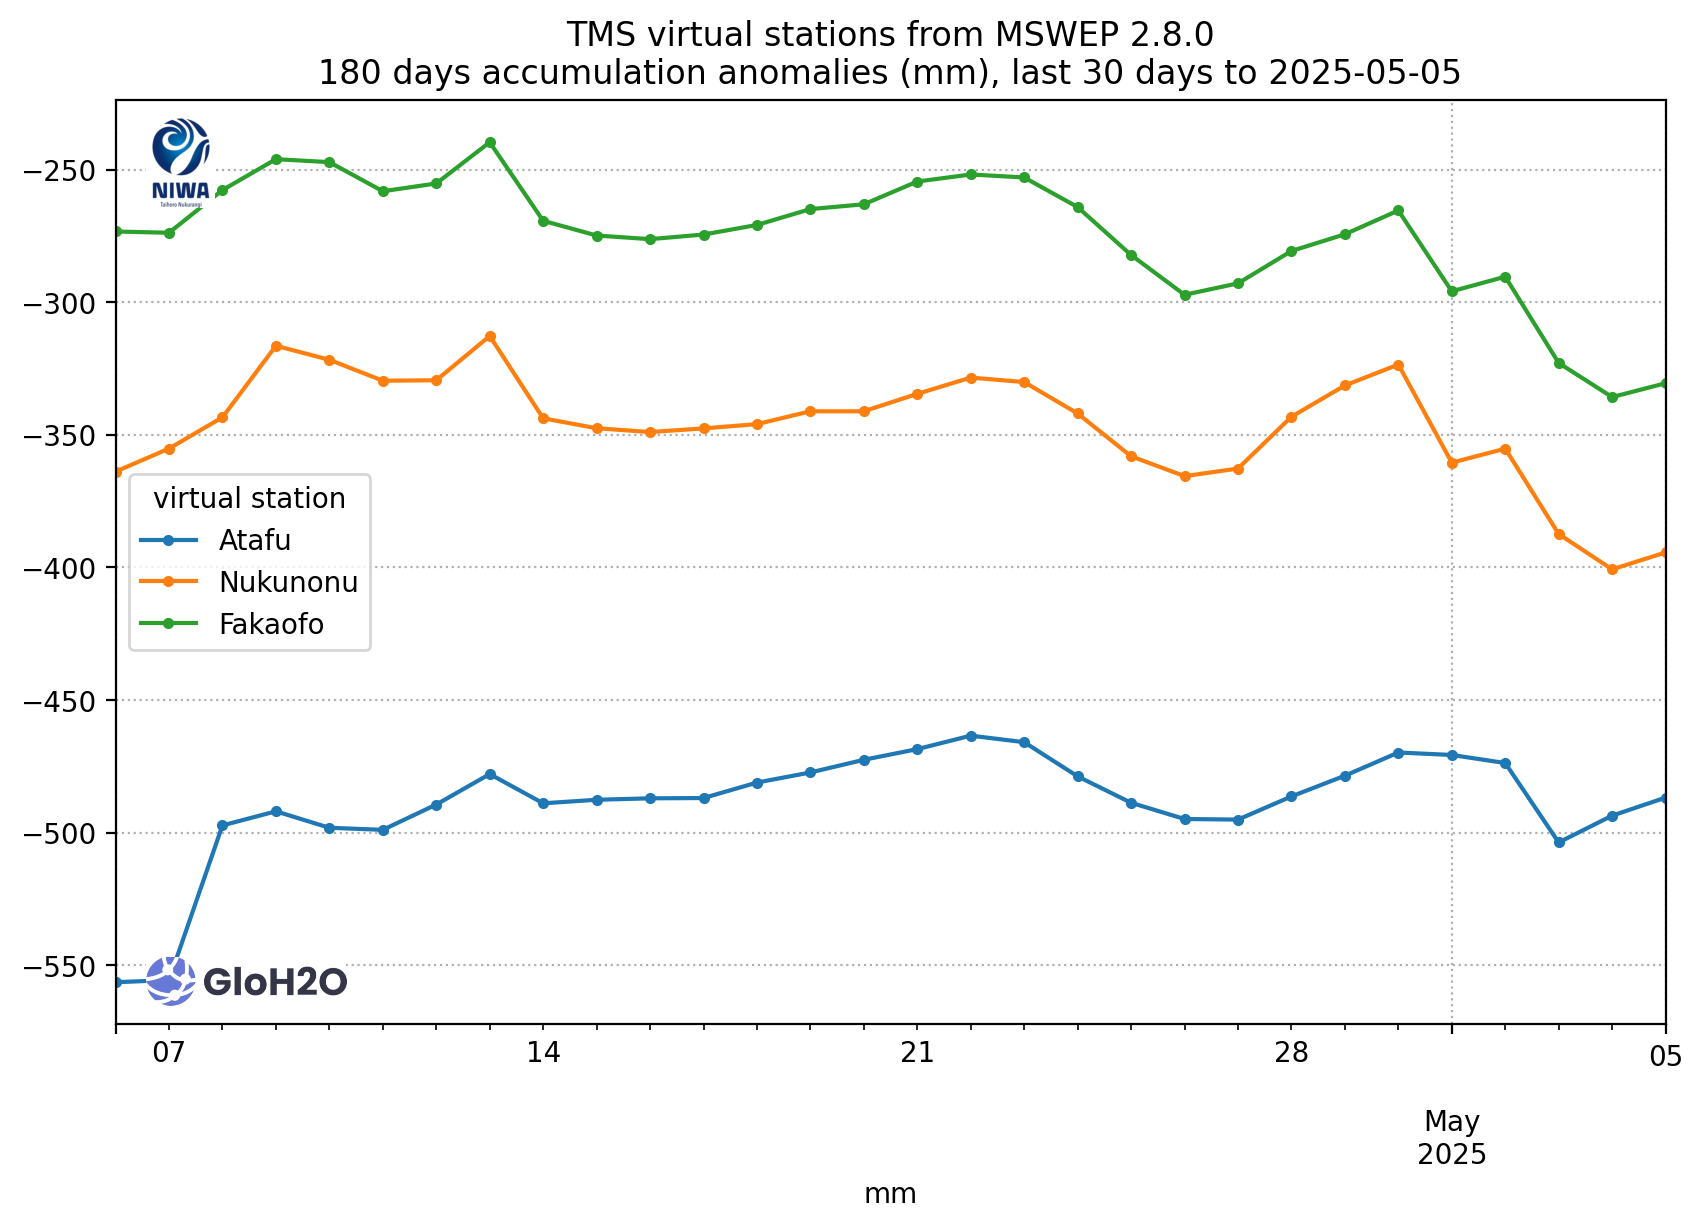 TMS virtual stations from MSWEP 2.8.0
180 days accumulation anomalies (mm), last 30 days to 2025-05-05
NIWA
Taihoro Nukurangi
−250
−300
−350
−400
−450
−500
−550
virtual station
Atafu
Nukunonu
Fakaofo
GloH2O
07
14
21
28
05
May
2025
mm